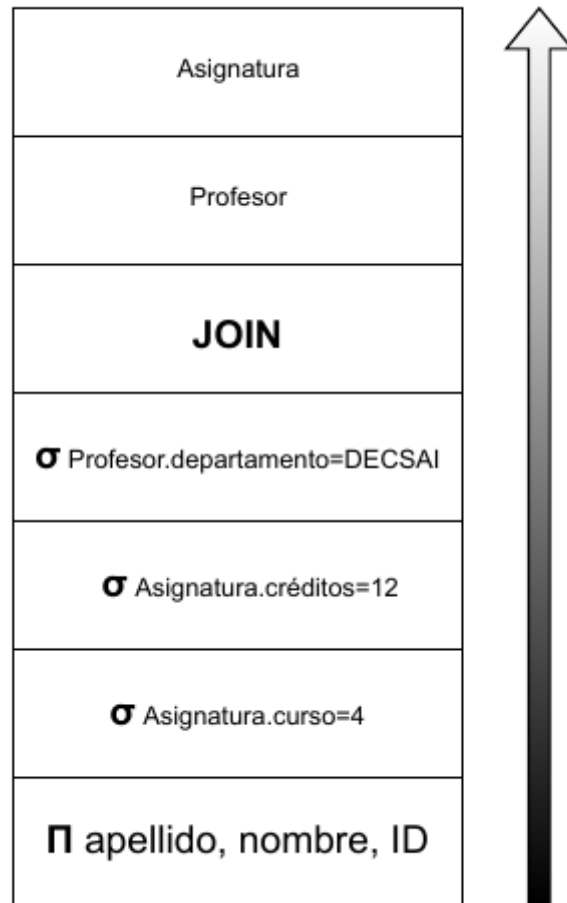 Asignatura
Profesor
JOIN
σ Profesor.departamento=DECSAI
σ Asignatura.créditos=12
σ Asignatura.curso=4
Π apellido, nombre, ID